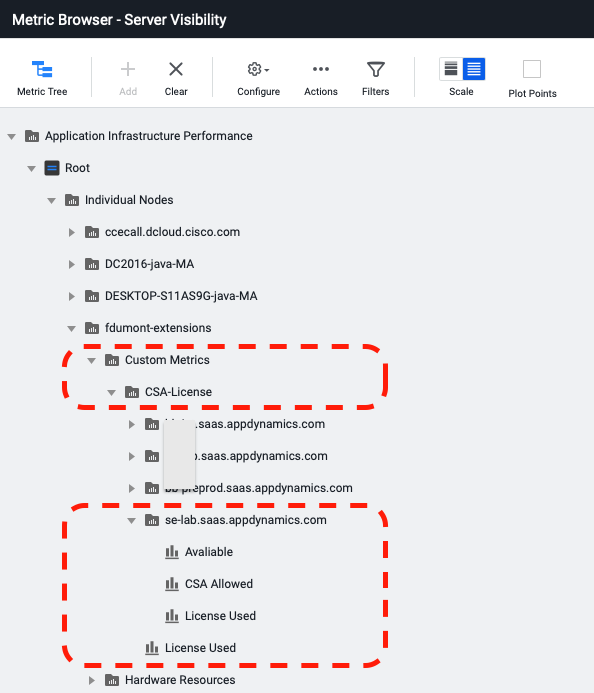 Metric Browser - Server Visibility
Metric Tree
Add
Clear
Configure
Actions
Filters
Scale
Plot Points
Application Infrastructure Performance
Root
Individual Nodes
ccecall.dcloud.cisco.com
DC2016-java-MA
DESKTOP-S11AS9G-java-MA
fdumont-extensions
Custom Metrics
CSA-License
.saas.appdynamics.com
.saas.appdynamics.com
preprod.saas.appdynamics.com
se-lab.saas.appdynamics.com
Avaliable
CSA Allowed
License Used
License Used
Hardware Resources